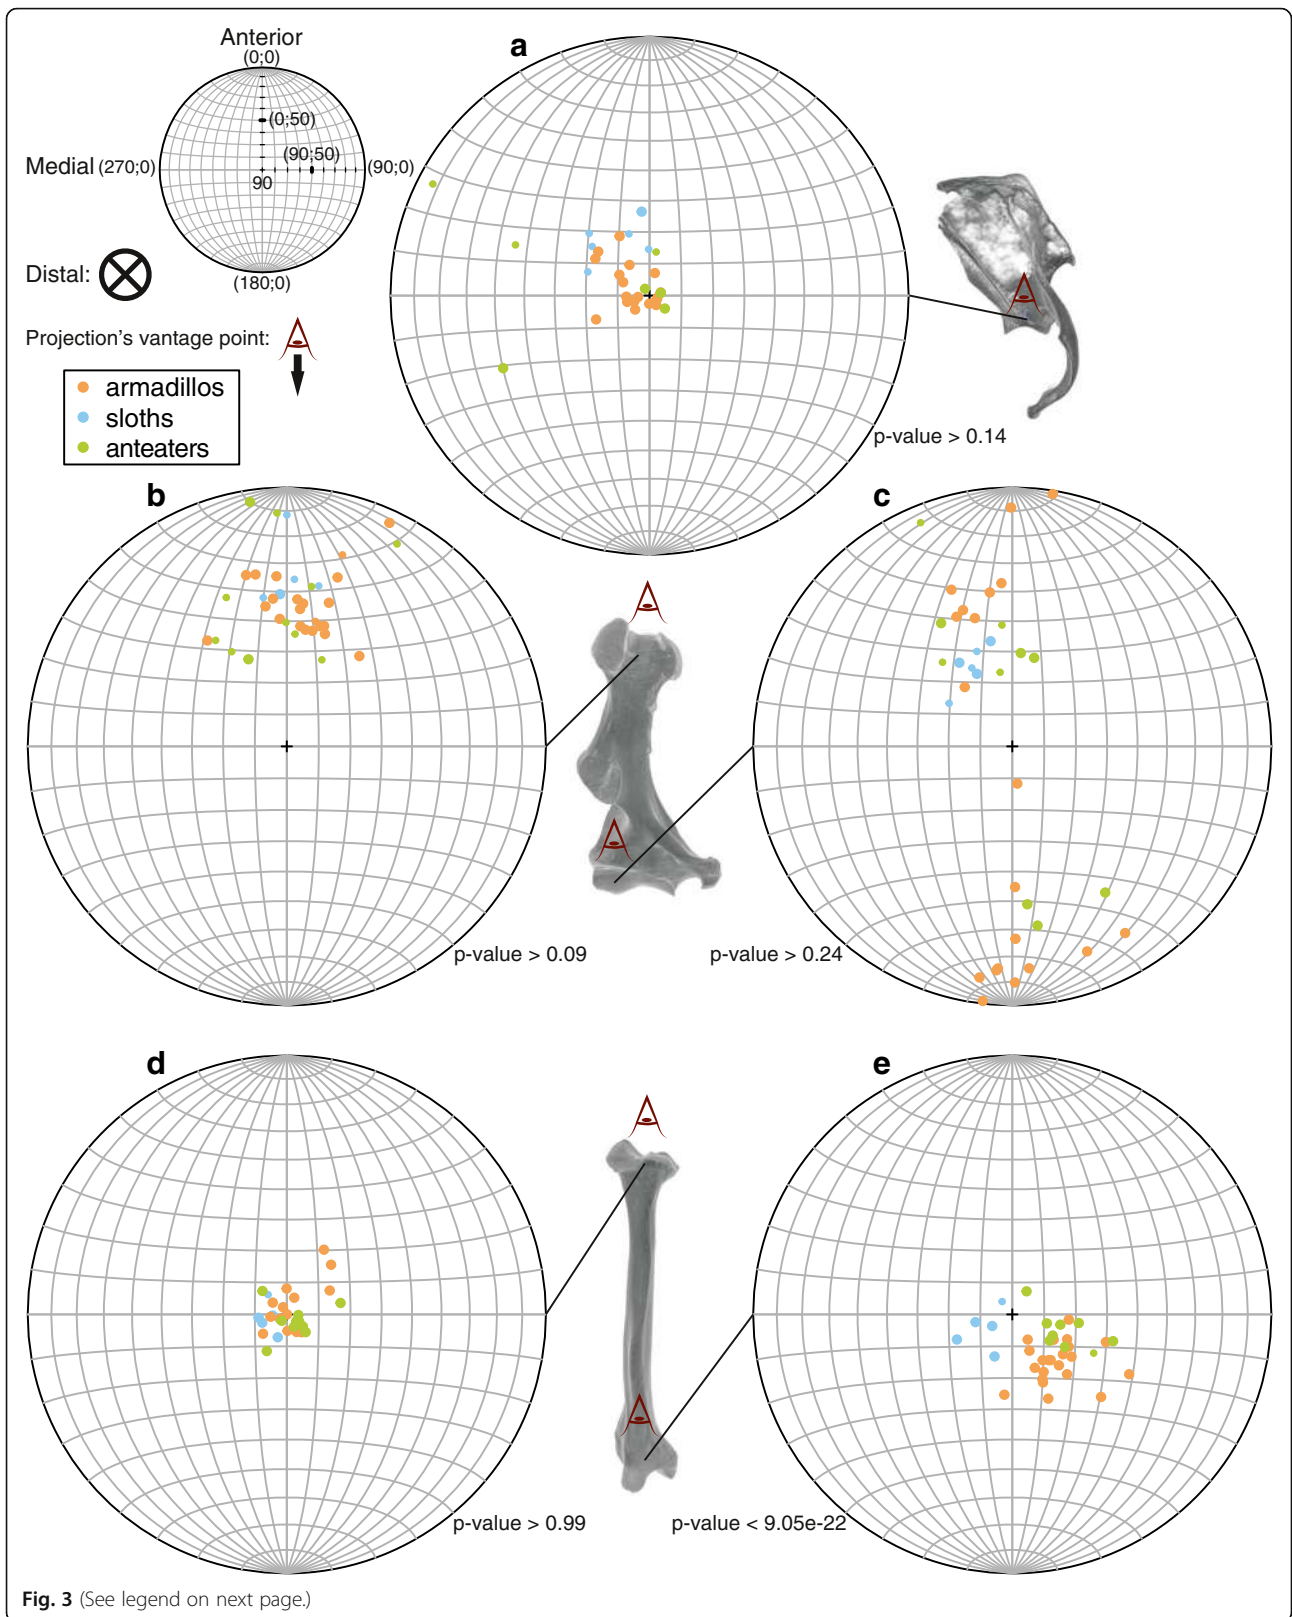 Anterior
(0;0)
(0;50)
(90;50)
Medial (270;0)
(90;0)
90
(180;0)
Distal:
Projection's vantage point:
armadillos
sloths
anteaters
a
p-value > 0.14
b
p-value > 0.09
c
p-value > 0.24
d
p-value > 0.99
e
p-value < 9.05e-22
Fig. 3 (See legend on next page.)